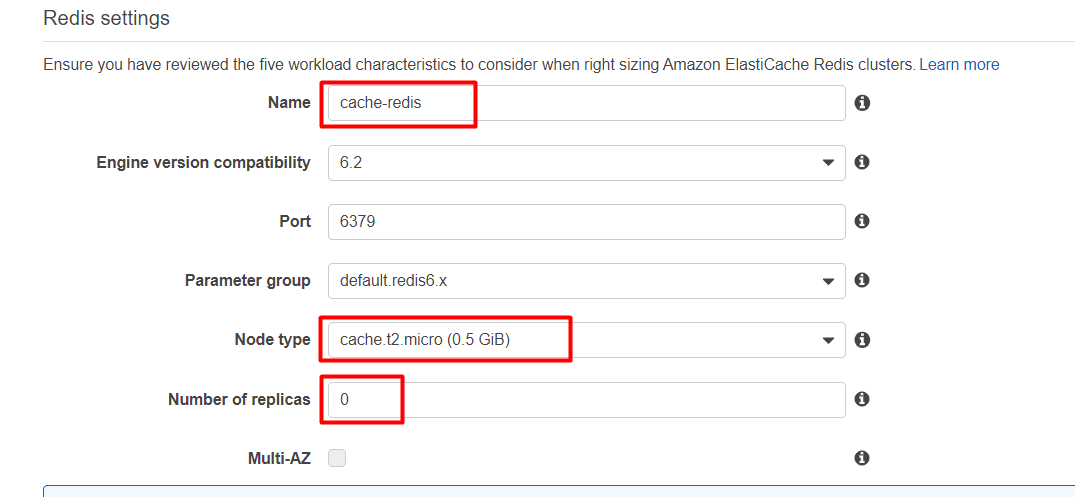 Redis settings
Ensure you have reviewed the five workload characteristics to consider when right sizing Amazon ElastiCache Redis clusters. Learn more
Name cache-redis
Engine version compatibility 6.2
Port 6379
Parameter group default.redis6.x
Node type cache.t2.micro (0.5 GiB)
Number of replicas 0
Multi-AZ